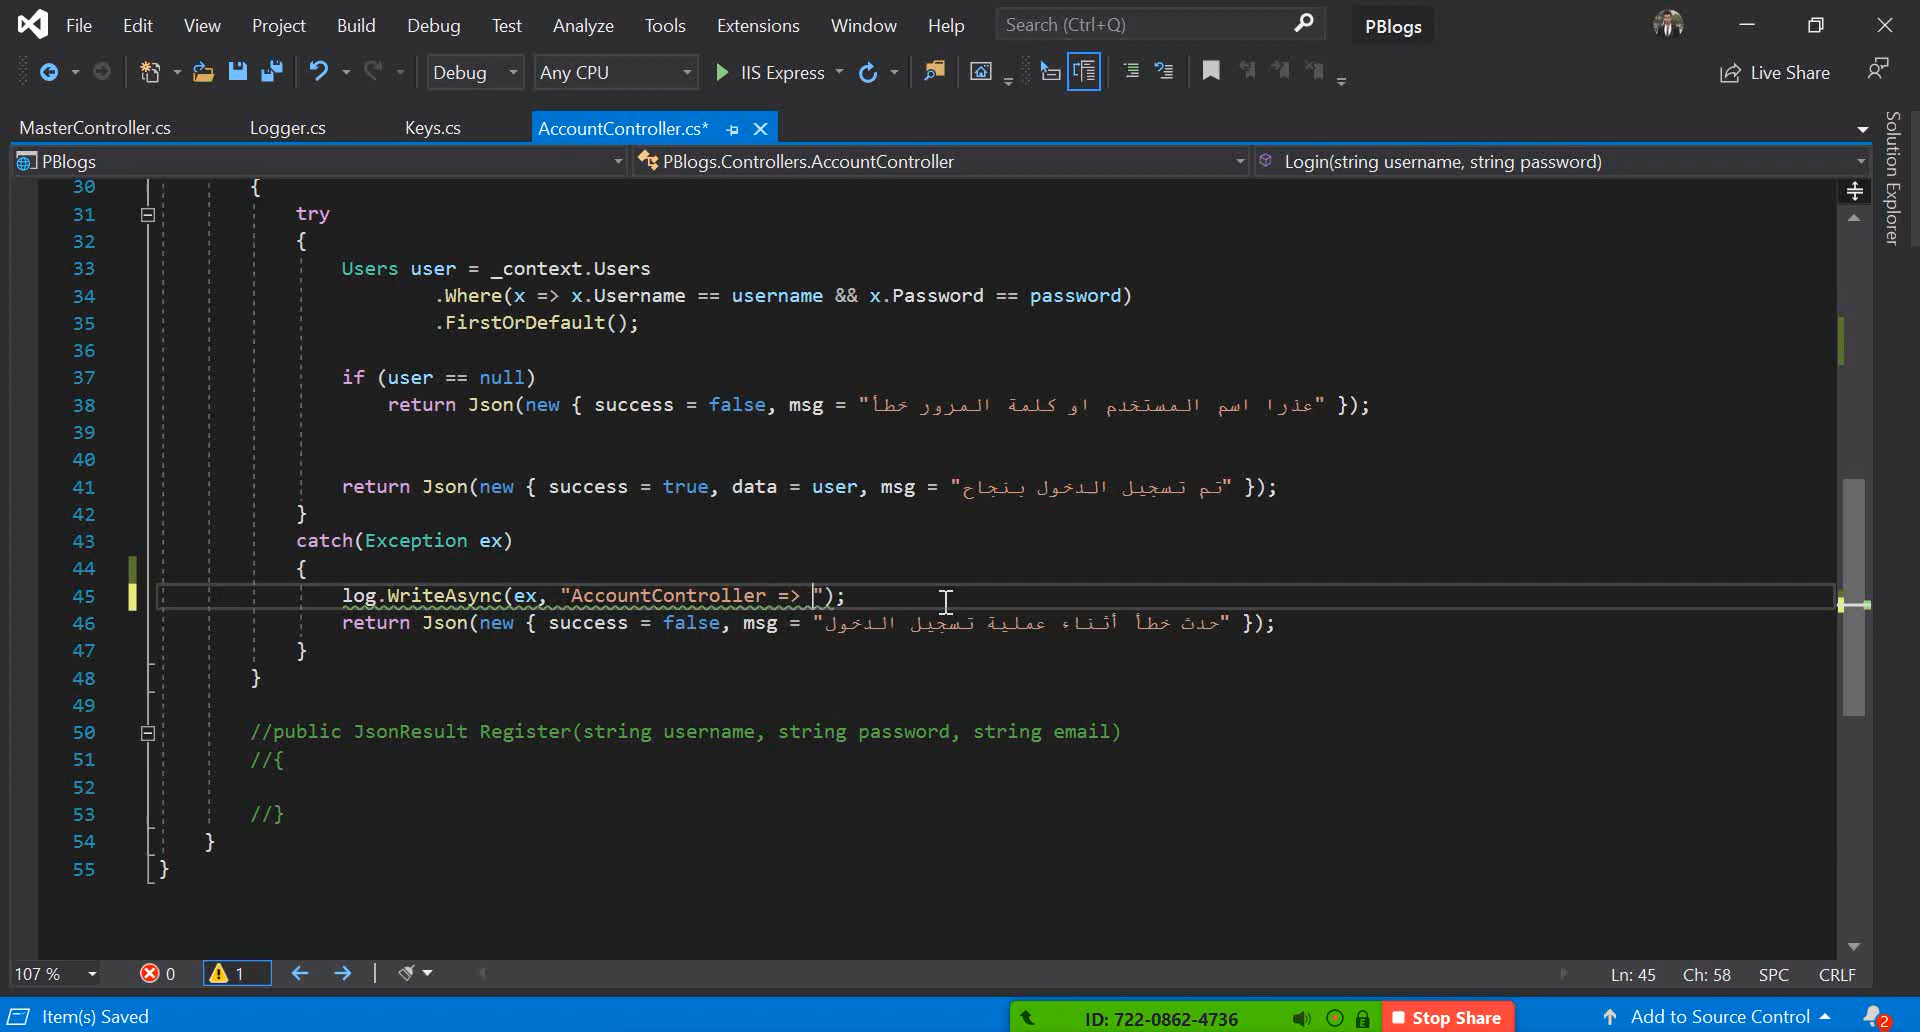 File Edit View Project Build Debug Test Analyze Tools Extensions Window Help Search (Ctrl+Q) PBlogs
Debug Any CPU IIS Express Live Share
MasterController.cs Logger.cs Keys.cs AccountController.cs*
PBlogs PBlogs.Controllers.AccountController Login(string username, string password)
Solution Explorer
30 {
31 try
32 {
33 Users user = _context.Users
34 .Where(x => x.Username == username && x.Password == password)
35 .FirstOrDefault();
36
37 if (user == null)
38 return Json(new { success = false, msg = "عذرا اسم المستخدم او كلمة المرور خطأ" });
39
40
41 return Json(new { success = true, data = user, msg = "تم تسجيل الدخول بنجاح" });
42 }
43 catch(Exception ex)
44 {
45 log.WriteAsync(ex, "AccountController => ");
46 return Json(new { success = false, msg = "حدث خطأ أثناء عملية تسجيل الدخول" });
47 }
48 }
49
50 //public JsonResult Register(string username, string password, string email)
51 //{
52
53 //}
54 }
55 }
107 % 0 1 Ln: 45 Ch: 58 SPC CRLF
Item(s) Saved ID: 722-0862-4736 Stop Share Add to Source Control 2